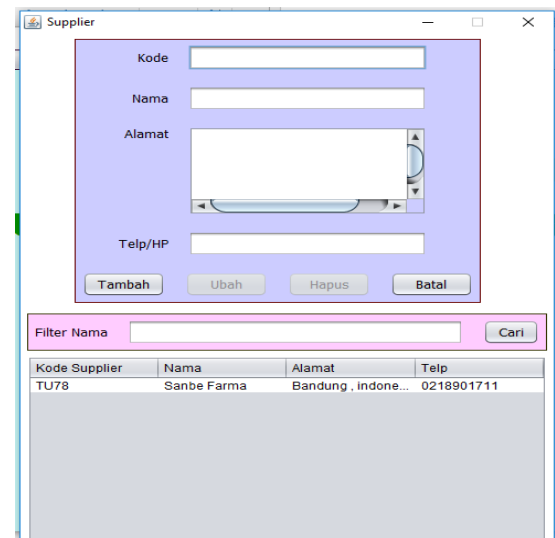 Supplier
Kode
Nama
Alamat
Telp/HP
Tambah Ubah Hapus Batal
Filter Nama Cari
Kode Supplier Nama Alamat Telp
TU78 Sanbe Farma Bandung , indone... 0218901711